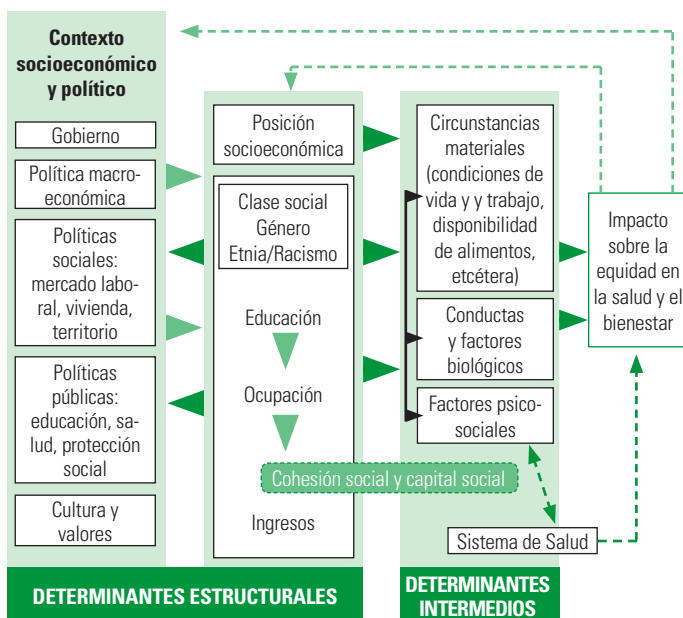 Contexto
socioeconómico
y político
Gobierno
Política macro-
económica
Políticas
sociales:
mercado labo-
ral, vivienda,
territorio
Políticas
públicas:
educación, sa-
lud, protección
social
Cultura y
valores
Posición
socioeconómica
Clase social
Género
Etnia/Racismo
Educación
Ocupación
Cohesión social y capital social
Ingresos
Circunstancias
materiales
(condiciones de
vida y y trabajo,
disponibilidad
de alimentos,
etcétera)
Conductas
y factores
biológicos
Factores psico-
sociales
Sistema de Salud
Impacto
sobre la
equidad en
la salud y el
bienestar
DETERMINANTES ESTRUCTURALES
DETERMINANTES
INTERMEDIOS